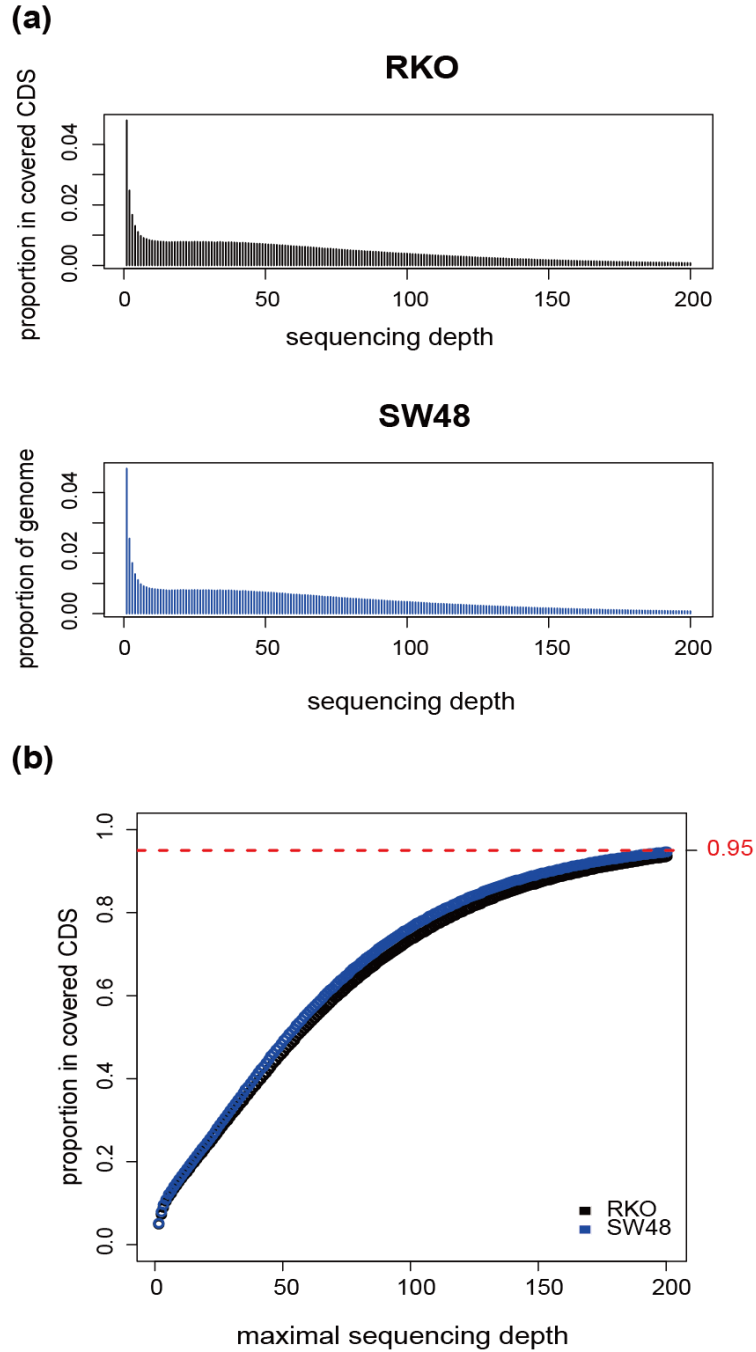 (a)
RKO
proportion in covered CDS
0.04
0.02
0.00
0 50 100 150 200
sequencing depth
SW48
proportion of genome
0.04
0.02
0.00
0 50 100 150 200
sequencing depth
(b)
proportion in covered CDS
1.0
0.8
0.6
0.4
0.2
0.0
0.95
RKO
SW48
0 50 100 150 200
maximal sequencing depth